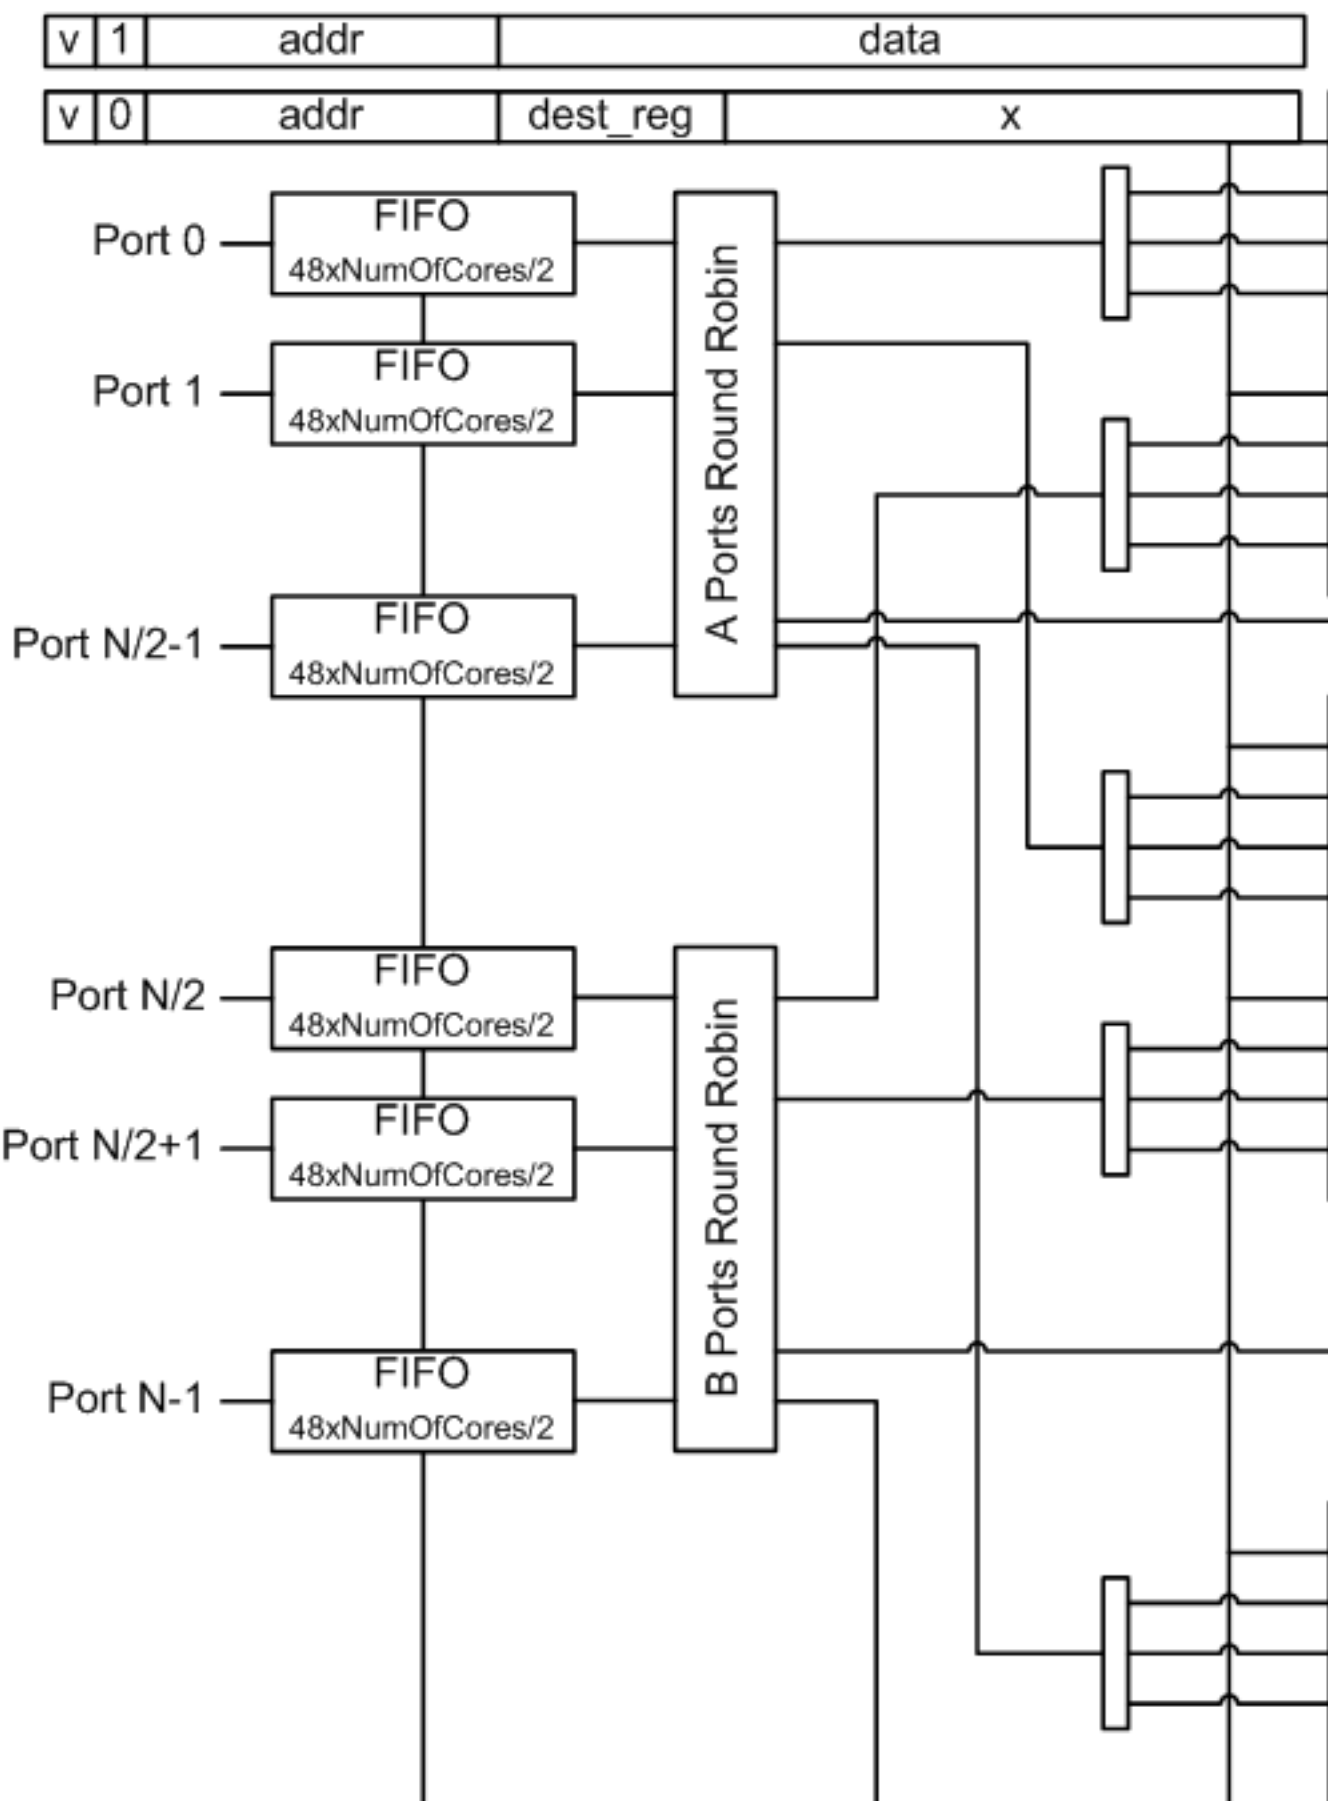 v 1 addr data
v 0 addr dest_reg x
Port 0
FIFO
48xNumOfCores/2
Port 1
FIFO
48xNumOfCores/2
A Ports Round Robin
Port N/2-1
FIFO
48xNumOfCores/2
Port N/2
FIFO
48xNumOfCores/2
Port N/2+1
FIFO
48xNumOfCores/2
B Ports Round Robin
Port N-1
FIFO
48xNumOfCores/2